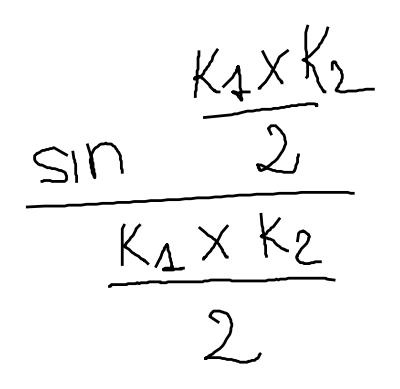 sin K₁ x K₂
2
K₁ x K₂
2